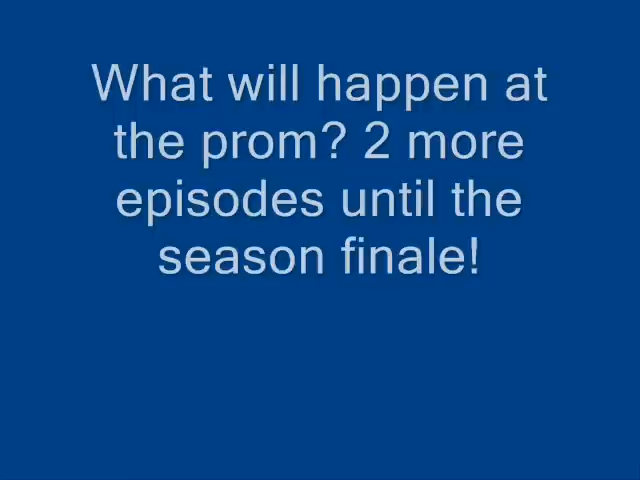 What will happen at
the prom? 2 more
episodes until the
season finale!